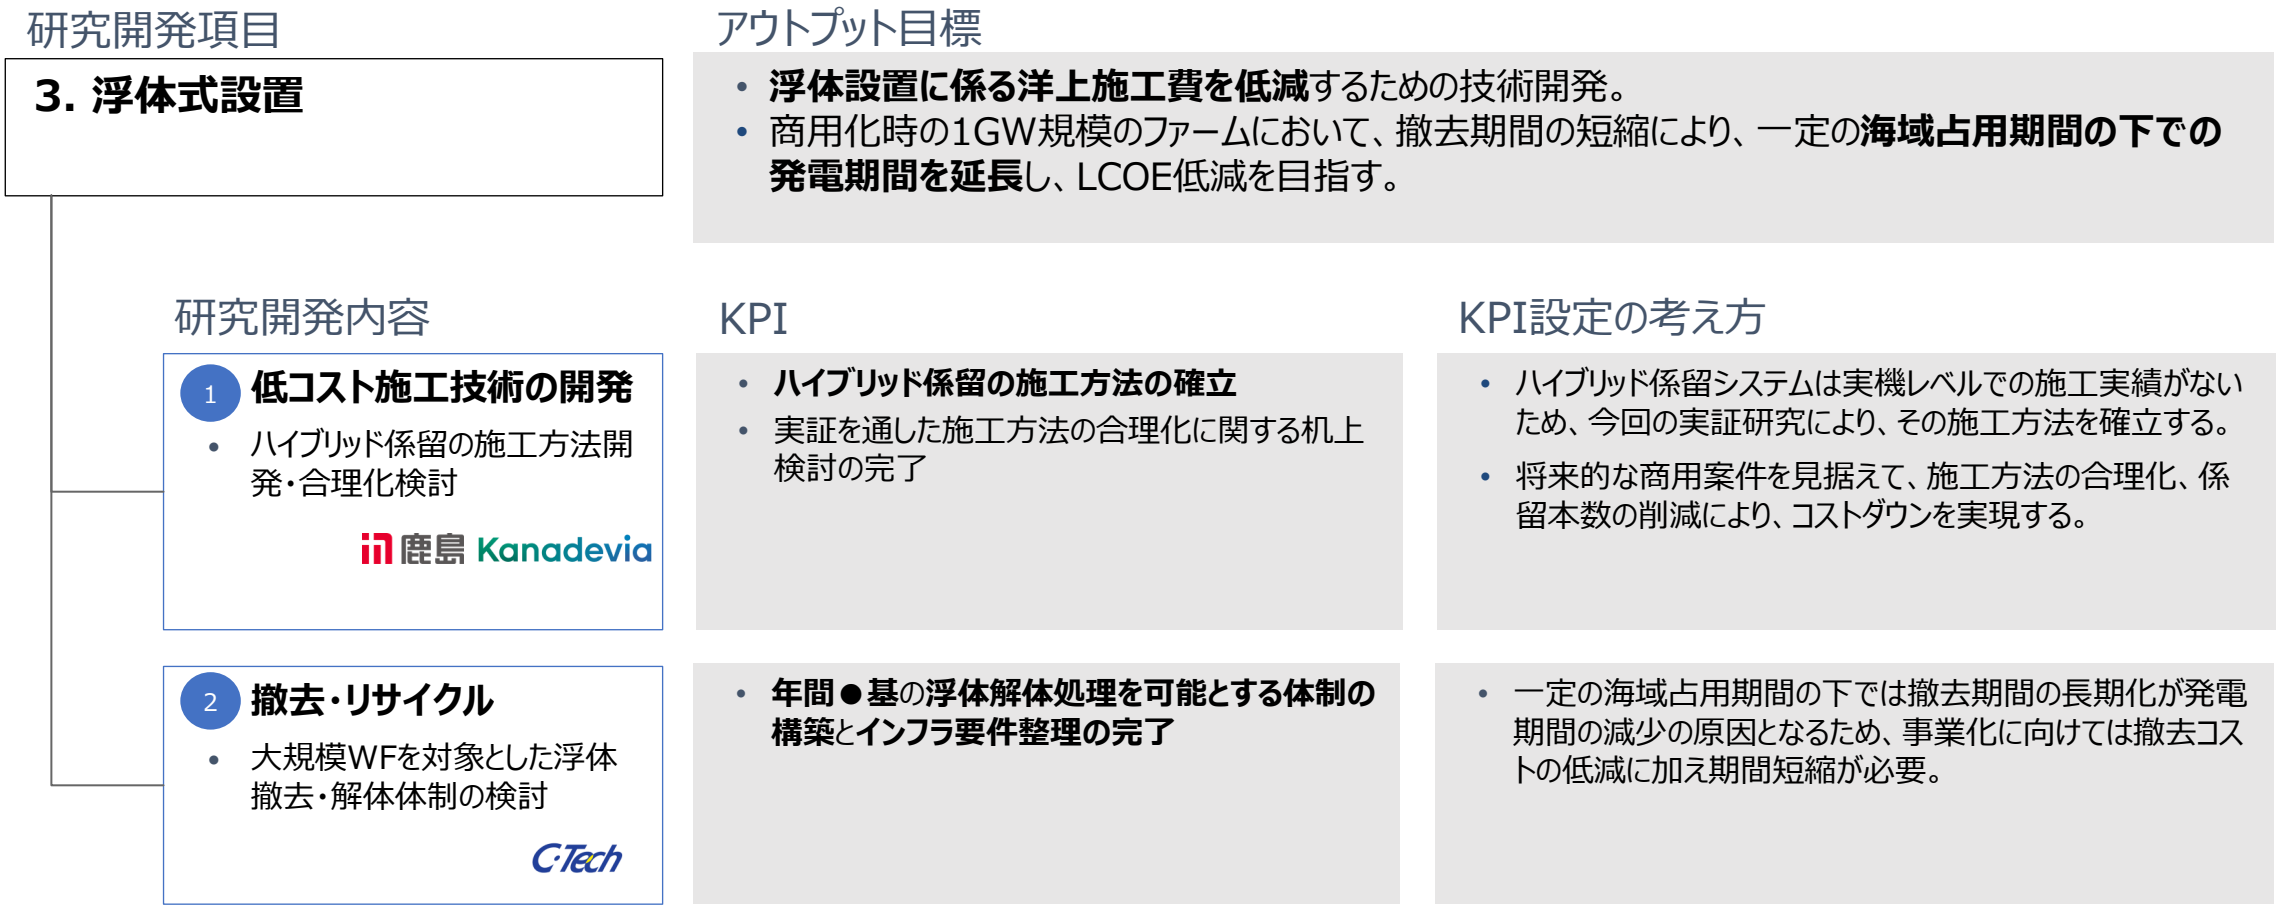 研究開発項目
アウトプット目標
3. 浮体式設置
• 浮体設置に係る洋上施工費を低減するための技術開発。
• 商用化時の1GW規模のファームにおいて、撤去期間の短縮により、一定の海域占用期間の下での
発電期間を延長し、LCOE低減を目指す。
研究開発内容
KPI
KPI設定の考え方
1 低コスト施工技術の開発
• ハイブリッド係留の施工方法開
発・合理化検討
鹿島 Kanadevia
• ハイブリッド係留の施工方法の確立
• 実証を通した施工方法の合理化に関する机上
検討の完了
• ハイブリッド係留システムは実機レベルでの施工実績がない
ため、今回の実証研究により、その施工方法を確立する。
• 将来的な商用案件を見据えて、施工方法の合理化、係
留本数の削減により、コストダウンを実現する。
2 撤去・リサイクル
• 大規模WFを対象とした浮体
撤去・解体体制の検討
C-Tech
• 年間●基の浮体解体処理を可能とする体制の
構築とインフラ要件整理の完了
• 一定の海域占用期間の下では撤去期間の長期化が発電
期間の減少の原因となるため、事業化に向けては撤去コス
トの低減に加え期間短縮が必要。